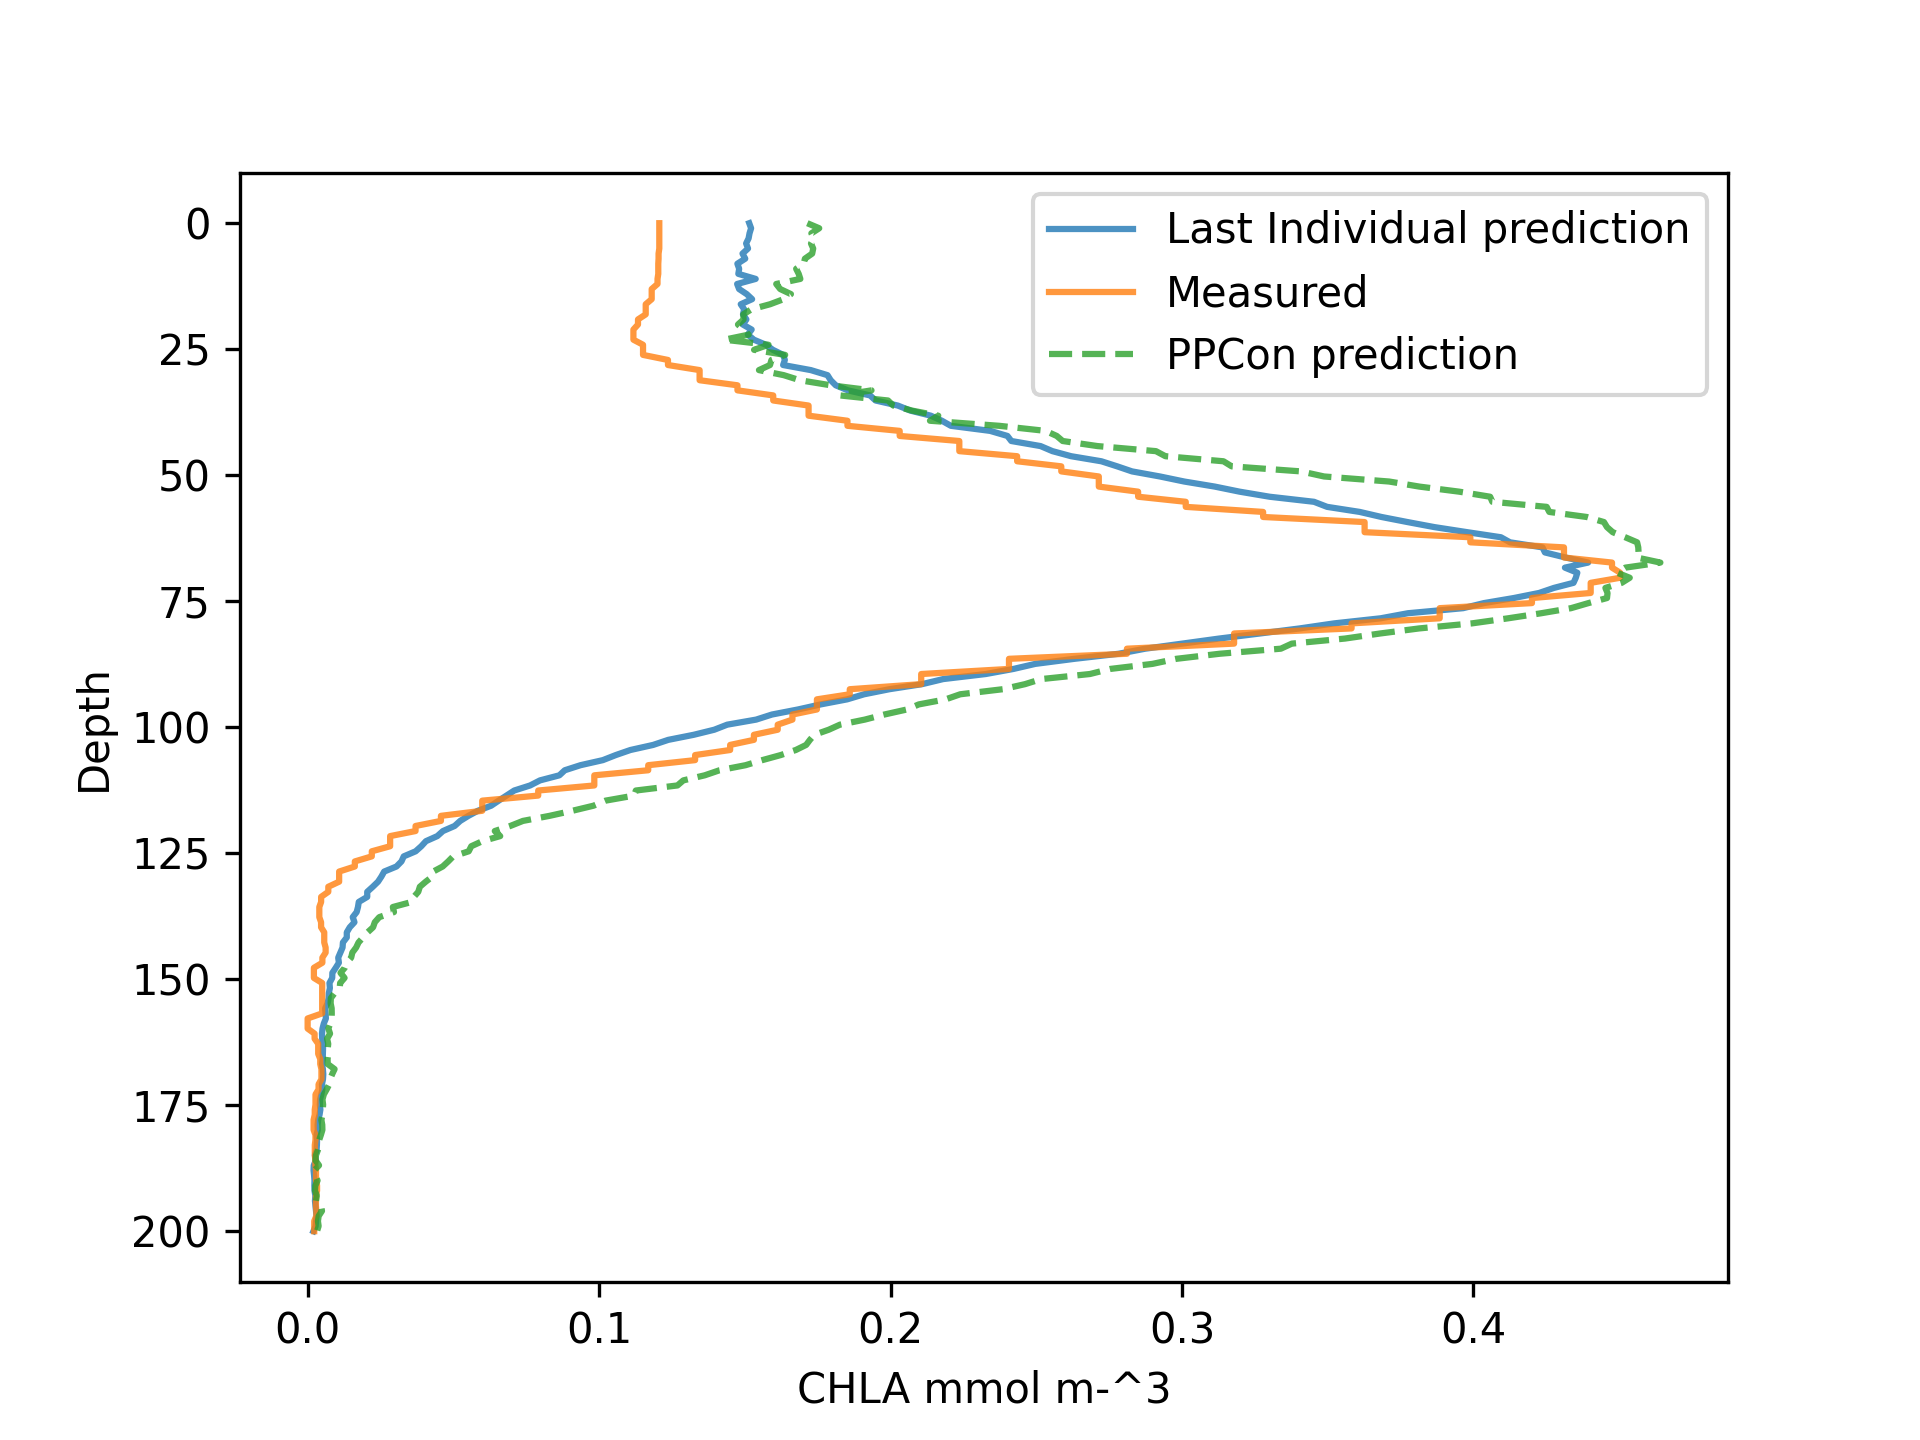 Last Individual prediction
Measured
PPCon prediction
0
25
50
75
100
125
150
175
200
Depth
0.0 0.1 0.2 0.3 0.4
CHLA mmol m-^3